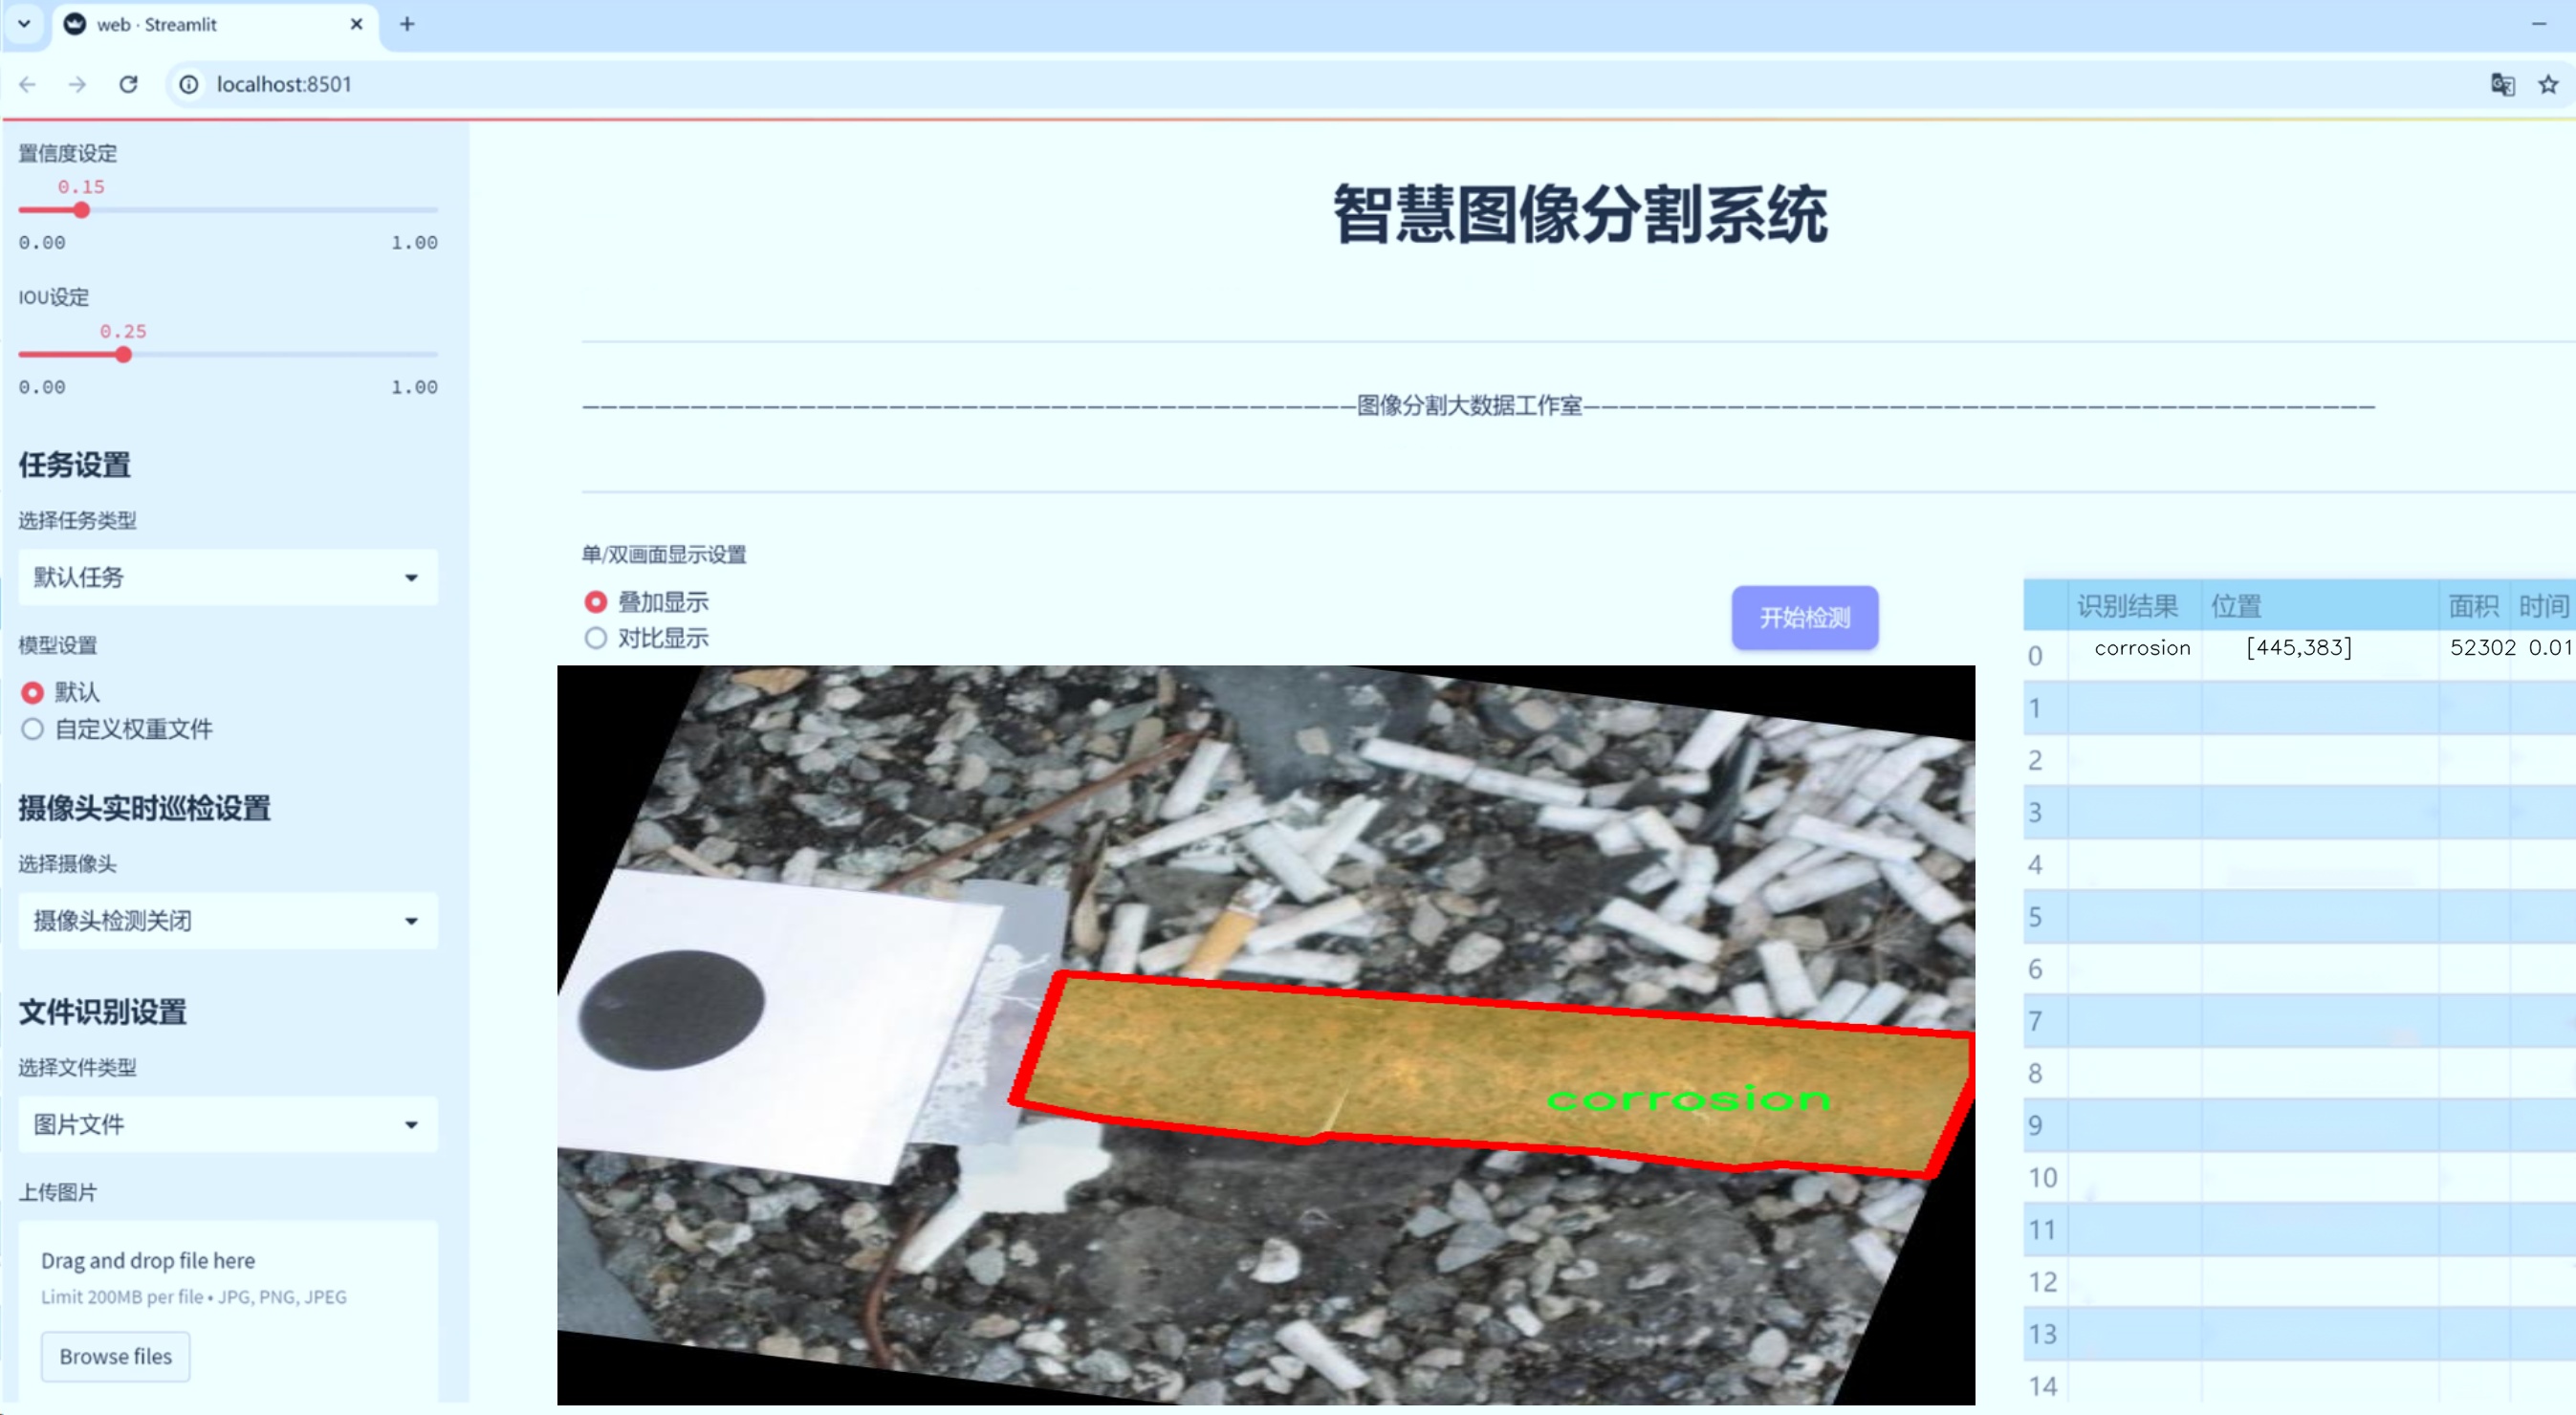 web · Streamlit
localhost:8501
置信度设定
0.15
0.00 1.00
IOU设定
0.25
0.00 1.00
任务设置
选择任务类型
默认任务
模型设置
默认
自定义权重文件
摄像头实时巡检设置
选择摄像头
摄像头检测关闭
文件识别设置
选择文件类型
图片文件
上传图片
Drag and drop file here
Limit 200MB per file • JPG, PNG, JPEG
Browse files
智慧图像分割系统
图像分割大数据工作室
单/双画面显示设置
叠加显示
对比显示
开始检测
corrosion
识别结果 位置 面积 时间
0 corrosion [445,383] 52302 0.01
1
2
3
4
5
6
7
8
9
10
11
12
13
14